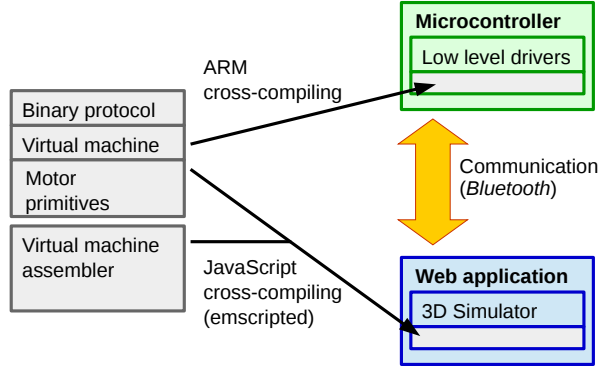 Microcontroller
Low level drivers
ARM
cross-compiling
Binary protocol
Virtual machine
Motor
primitives
Virtual machine
assembler
Communication
(Bluetooth)
JavaScript
cross-compiling
(emscripted)
Web application
3D Simulator